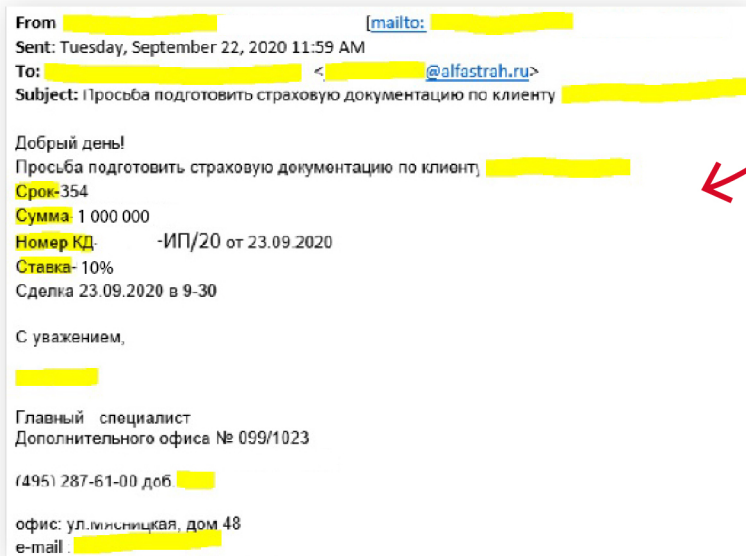 From [mailto:
Sent: Tuesday, September 22, 2020 11:59 AM
To: < @alfastrah.ru>
Subject: Просьба подготовить страховую документацию по клиенту
Добрый день!
Просьба подготовить страховую документацию по клиенту
Срок-354
Сумма- 1 000 000
Номер КД- -ИП/20 от 23.09.2020
Ставка- 10%
Сделка 23.09.2020 в 9-30
С уважением,
Главный специалист
Дополнительного офиса № 099/1023
(495) 287-61-00 доб.
офис: ул.Мясницкая, дом 48
e-mail :